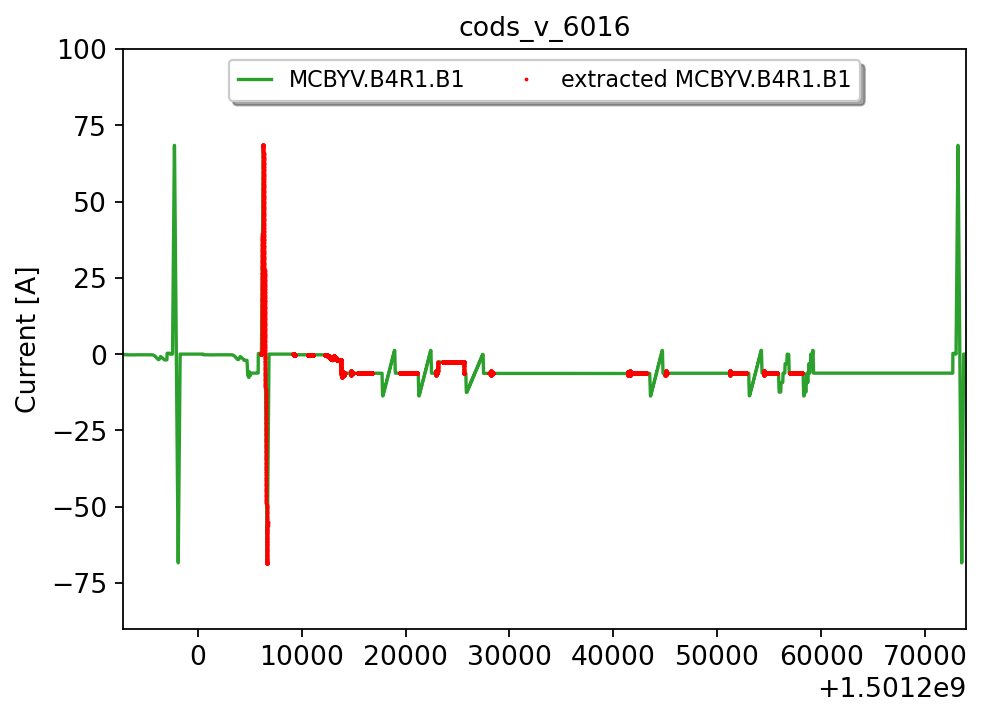 cods_v_6016
MCBYV.B4R1.B1
extracted MCBYV.B4R1.B1
Current [A]
100
75
50
25
0
−25
−50
−75
0 10000 20000 30000 40000 50000 60000 70000
+1.5012e9